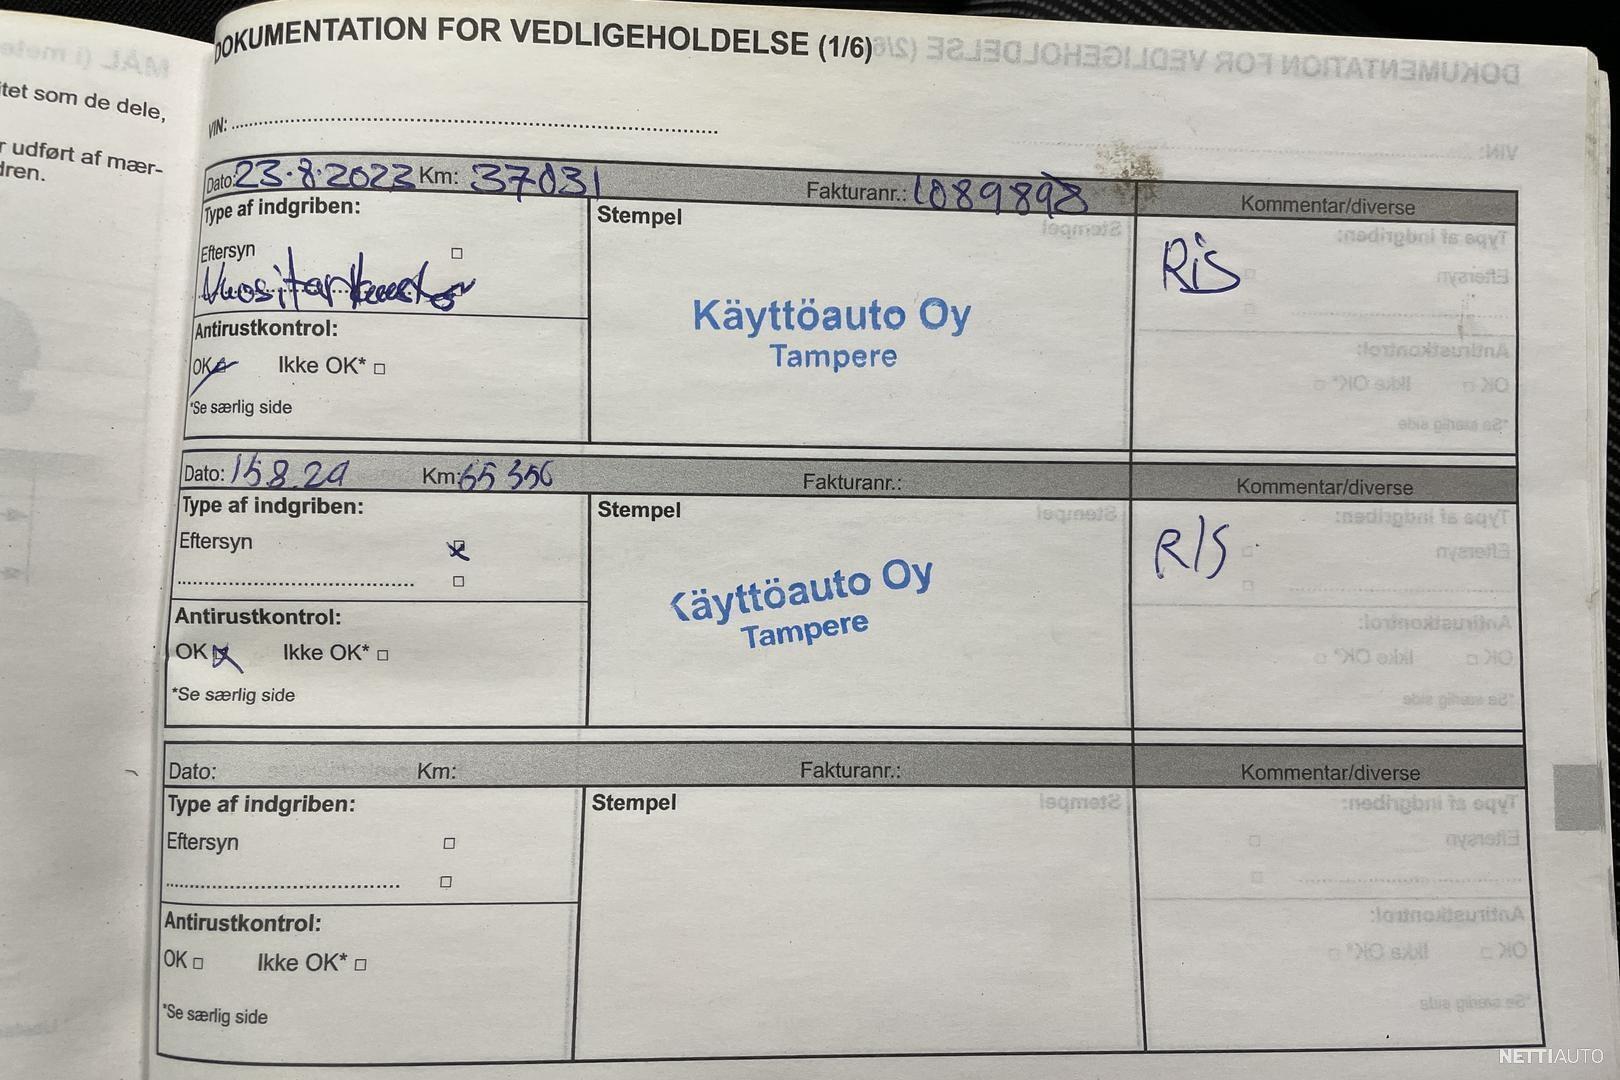 MÅL (i mete
itet som de dele,
r udført af mær-
dren.
DOKUMENTATION FOR VEDLIGEHOLDELSE (1/6)
VIN:
Dato: 23.8.2023 Km: 37031 Fakturanr.: 1089898 Kommentar/diverse
Type af indgriben: Stempel
RiS
Eftersyn
Vuositarkastus
Käyttöauto Oy
Tampere
Antirustkontrol:
OK Ikke OK*
*Se særlig side
Dato: 15.8.24 Km: 65 350 Fakturanr.: Kommentar/diverse
Type af indgriben: Stempel
Eftersyn
R/S
Käyttöauto Oy
Tampere
Antirustkontrol:
OK Ikke OK*
*Se særlig side
Dato: Km: Fakturanr.: Kommentar/diverse
Type af indgriben: Stempel
Eftersyn
Antirustkontrol:
OK Ikke OK*
*Se særlig side
NETTIAUTO